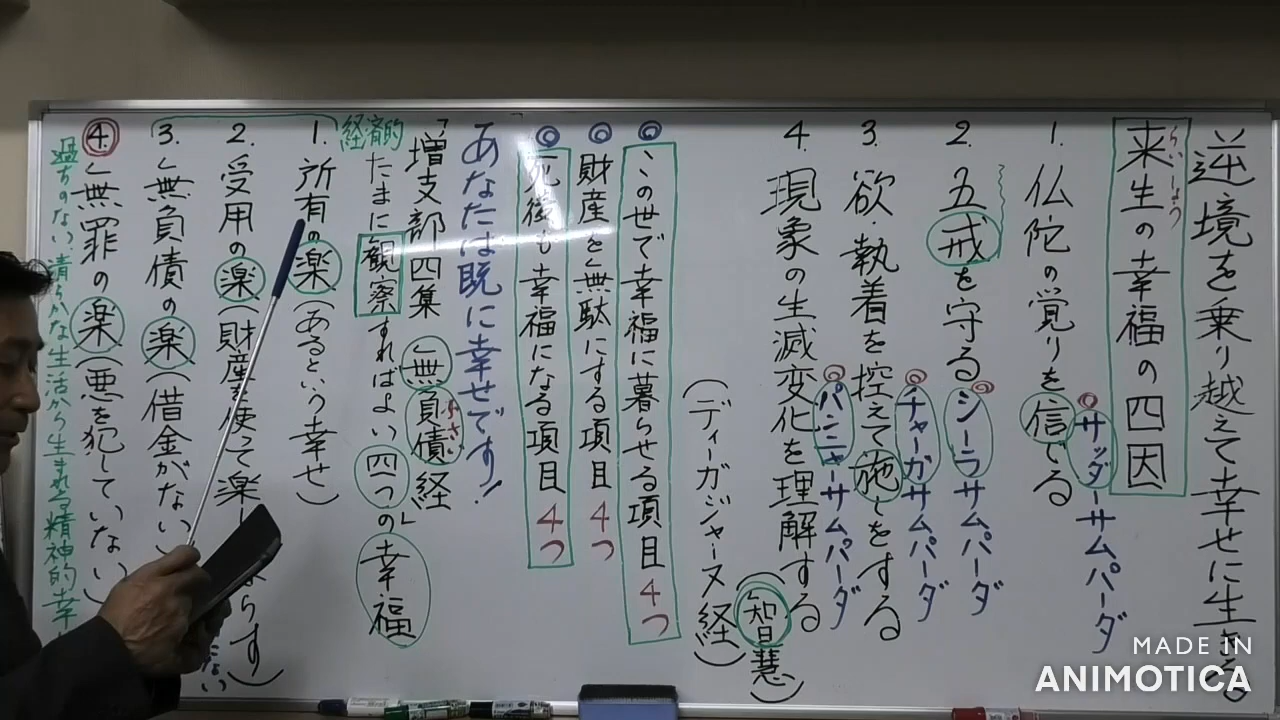 逆境を乗り越えて幸せに生きる。
来生の幸福の四因
らいしょう
1. 仏陀の覚りを信じる
サッダーサムパーダ
2. 五戒を守る
シーラサムパーダ
3. 欲・執着を控えて施しをする
チャーガサムパーダ
4. 現象の生滅変化を理解する
パンニャーサムパーダ
(智慧)
(ディーガジャーヌ経)
◎この世で幸福に暮らせる項目4つ
◎財産を無駄にする項目4つ
◎死後も幸福になる項目4つ
あなたは既に幸せです!
「増支部四集 無負債経」
ふさい
たまに観察すればよい四つの幸福
経済的
1. 所有の楽(あるという幸せ)
2. 受用の楽(財産を使って楽し
らす)
3. 無負債の楽(借金がない
ない
4. 無罪の楽(悪を犯していない)
過ちのない、清らかな生活から生まれる精神的幸
MADE IN
ANIMOTICA